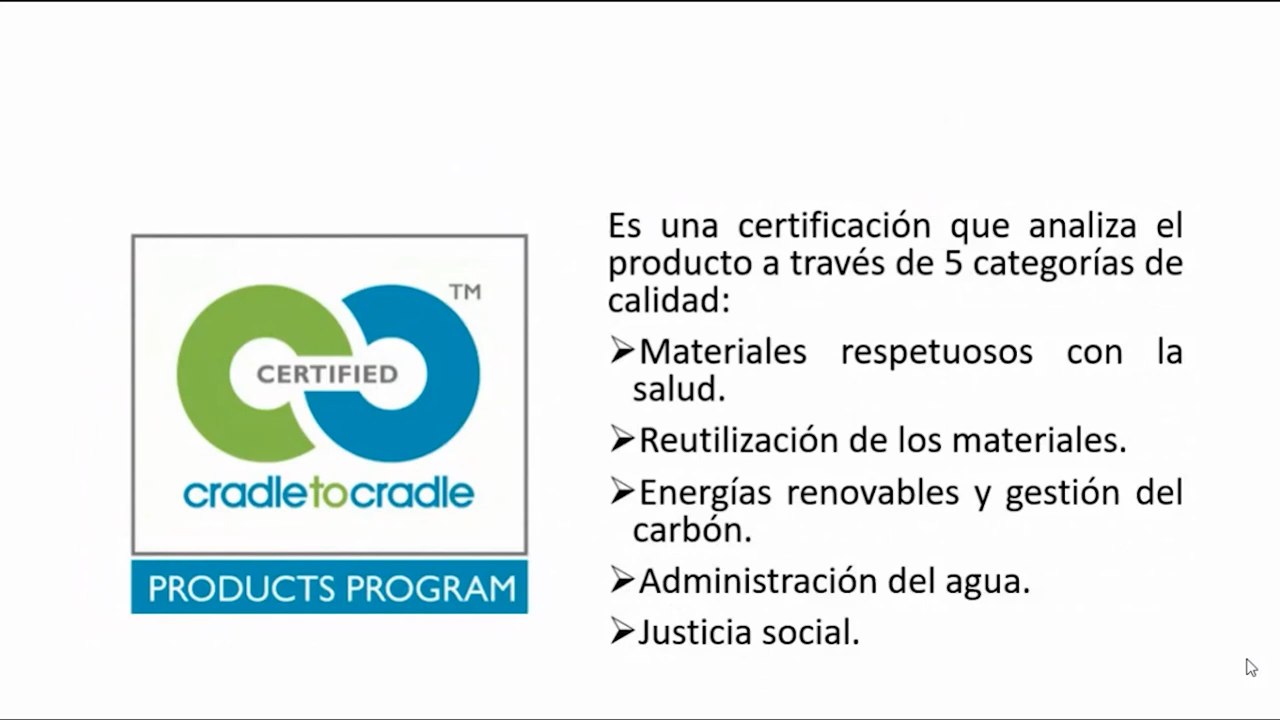 TM
CERTIFIED
cradletocradle
PRODUCTS PROGRAM
Es una certificación que analiza el
producto a través de 5 categorías de
calidad:
➢Materiales respetuosos con la
salud.
➢Reutilización de los materiales.
➢Energías renovables y gestión del
carbón.
➢Administración del agua.
➢Justicia social.